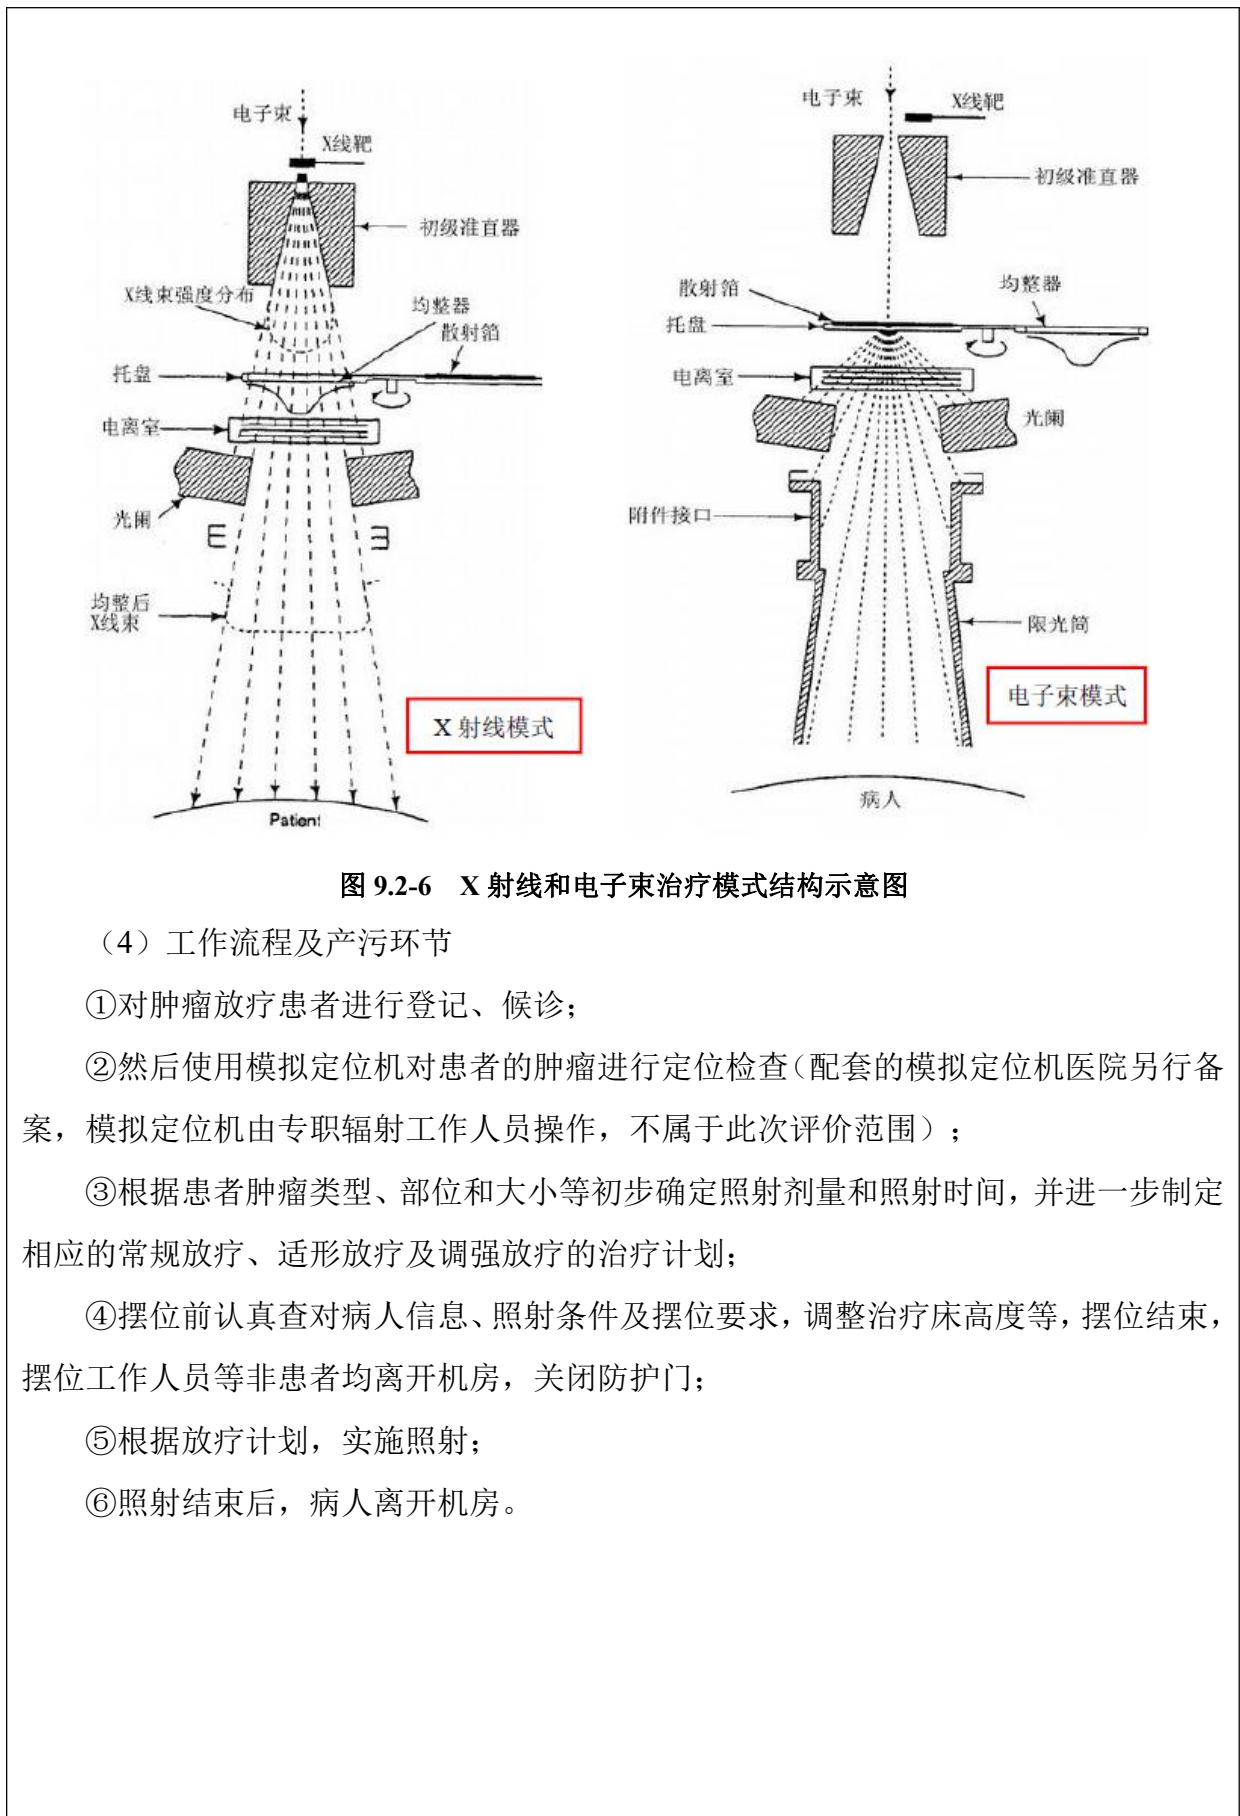 电子束
X线靶
初级准直器
X线束强度分布
均整器
散射箔
托盘
电离室
光阑
均整后
X线束
X 射线模式
Patient
电子束
X线靶
初级准直器
散射箔
均整器
托盘
电离室
光阑
附件接口
限光筒
电子束模式
病人
图 9.2-6 X 射线和电子束治疗模式结构示意图
（4）工作流程及产污环节
①对肿瘤放疗患者进行登记、候诊；
②然后使用模拟定位机对患者的肿瘤进行定位检查（配套的模拟定位机医院另行备
案，模拟定位机由专职辐射工作人员操作，不属于此次评价范围）；
③根据患者肿瘤类型、部位和大小等初步确定照射剂量和照射时间，并进一步制定
相应的常规放疗、适形放疗及调强放疗的治疗计划；
④摆位前认真查对病人信息、照射条件及摆位要求，调整治疗床高度等，摆位结束，
摆位工作人员等非患者均离开机房，关闭防护门；
⑤根据放疗计划，实施照射；
⑥照射结束后，病人离开机房。